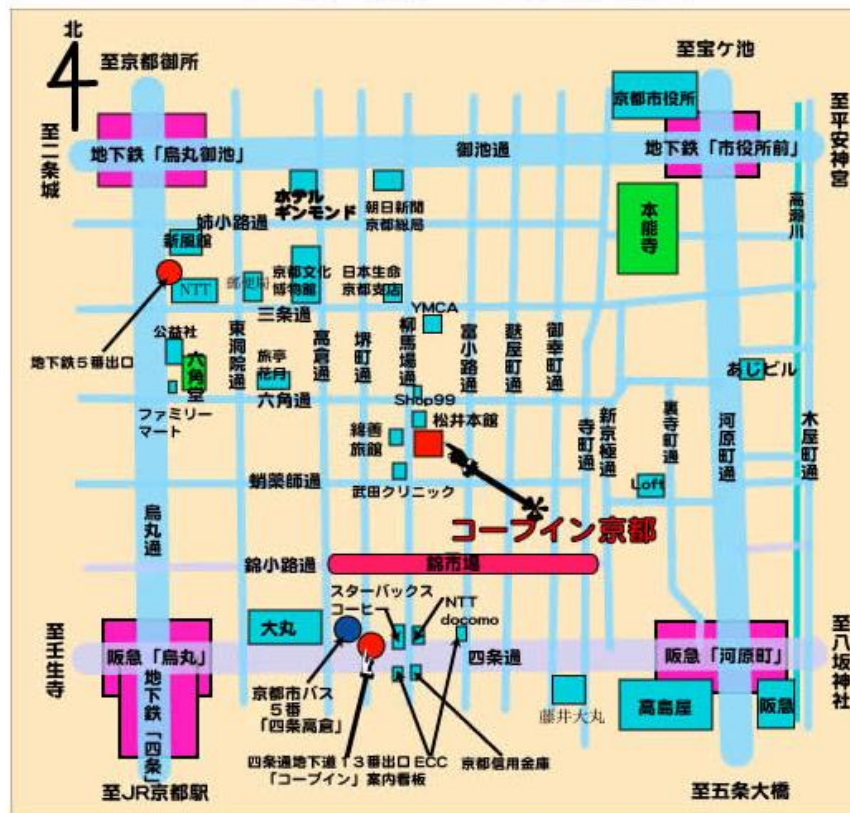 北
至京都御所
至宝ケ池
至二条城
地下鉄「烏丸御池」
御池通
京都市役所
地下鉄「市役所前」
至平安神宮
ホテル
ギンモンド
朝日新聞
京都総局
姉小路通
新風館
本能寺
高瀬川
NTT
郵便局
京都文化
博物館
日本生命
京都支店
三条通
YMCA
地下鉄5番出口
公益社
六角堂
東洞院通
旅亭
花月
高倉通
堺町通
柳馬場通
富小路通
麩屋町通
御幸町通
あじビル
六角通
Shop99
ファミリー
マート
松井本館
綿善
旅館
寺町通
新京極通
裏寺町通
河原町通
木屋町通
蛸薬師通
武田クリニック
Loft
烏丸通
コープイン京都
錦小路通
錦市場
スターバックス
コーヒー
NTT
docomo
大丸
至壬生寺
阪急「烏丸」
四条通
阪急「河原町」
至八坂神社
地下鉄「四条」
京都市バス
5番
「四条高倉」
藤井大丸
高島屋
阪急
四条通地下道13番出口
「コープイン」案内看板
ECC
京都信用金庫
至JR京都駅
至五条大橋